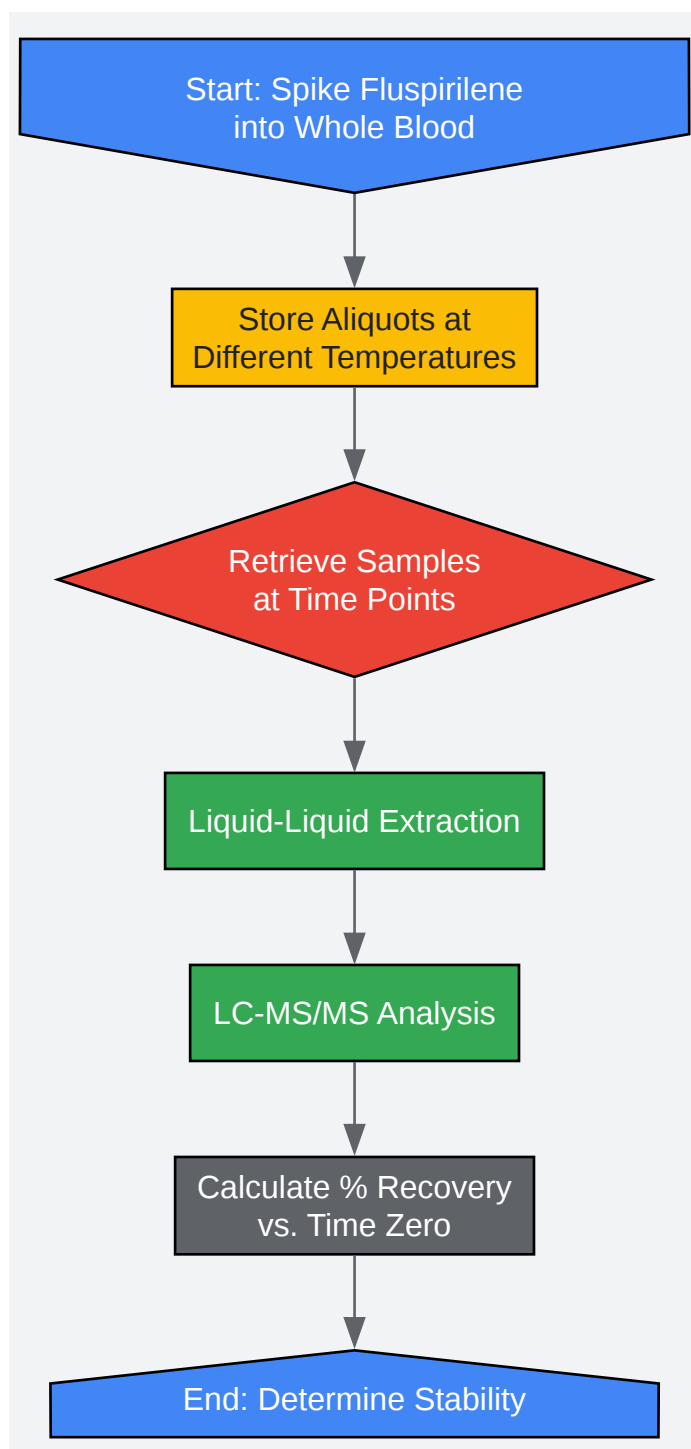 Start: Spike Fluspirilene
into Whole Blood
Store Aliquots at
Different Temperatures
Retrieve Samples
at Time Points
Liquid-Liquid Extraction
LC-MS/MS Analysis
Calculate % Recovery
vs. Time Zero
End: Determine Stability